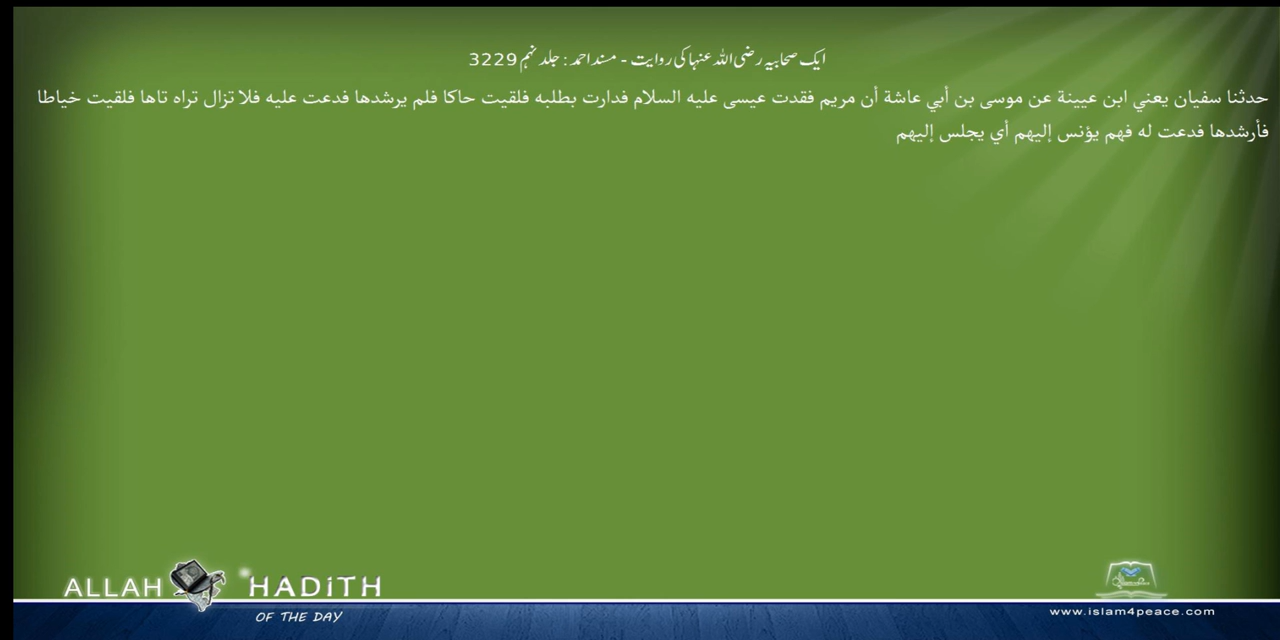 ایک صحابیہ رضی اللہ عنہا کی روایت - مسند احمد : جلد نہم 3229
حدثنا سفيان يعني ابن عيينة عن موسى بن أبي عاشة أن مريم فقدت عيسى عليه السلام فدارت بطلبه فلقيت حاكا فلم يرشدها فدعت عليه فلا تزال تراه تاها فلقيت خياطا
فأرشدها فدعت له فهم يؤنس إليهم أي يجلس إليهم
ALLAH HADITH
OF THE DAY
www.islam4peace.com